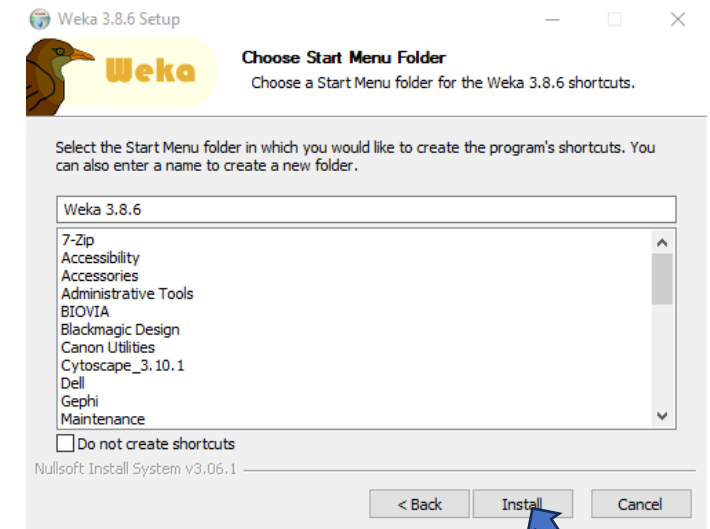 Weka 3.8.6 Setup
Weka
Choose Start Menu Folder
Choose a Start Menu folder for the Weka 3.8.6 shortcuts.
Select the Start Menu folder in which you would like to create the program's shortcuts. You
can also enter a name to create a new folder.
Weka 3.8.6
7-Zip
Accessibility
Accessories
Administrative Tools
BIOVIA
Blackmagic Design
Canon Utilities
Cytoscape_3.10.1
Dell
Gephi
Maintenance
Do not create shortcuts
Nullsoft Install System v3.06.1
< Back
Install
Cancel